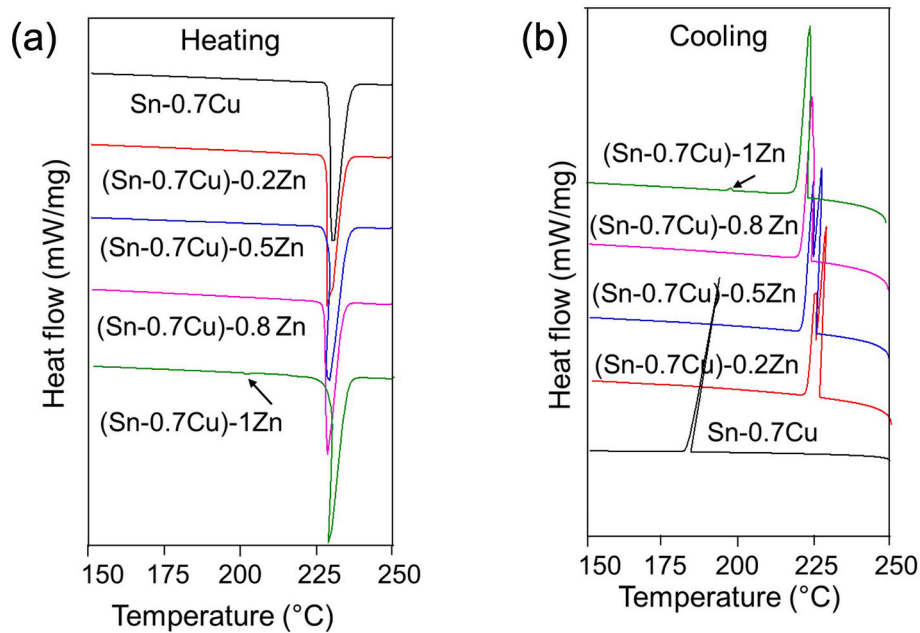 (a)
Heating
Sn-0.7Cu
(Sn-0.7Cu)-0.2Zn
(Sn-0.7Cu)-0.5Zn
(Sn-0.7Cu)-0.8 Zn
(Sn-0.7Cu)-1Zn
Heat flow (mW/mg)
150 175 200 225 250
Temperature (°C)
(b)
Cooling
(Sn-0.7Cu)-1Zn
(Sn-0.7Cu)-0.8 Zn
(Sn-0.7Cu)-0.5Zn
(Sn-0.7Cu)-0.2Zn
Sn-0.7Cu
Heat flow (mW/mg)
150 175 200 225 250
Temperature (°C)